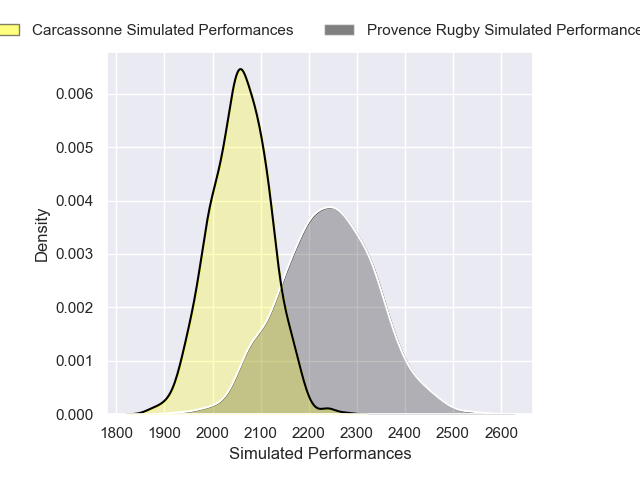 Carcassonne Simulated Performances
Provence Rugby Simulated Performance
0.006
0.005
0.004
0.003
0.002
0.001
0.000
Density
1800 1900 2000 2100 2200 2300 2400 2500 2600
Simulated Performances